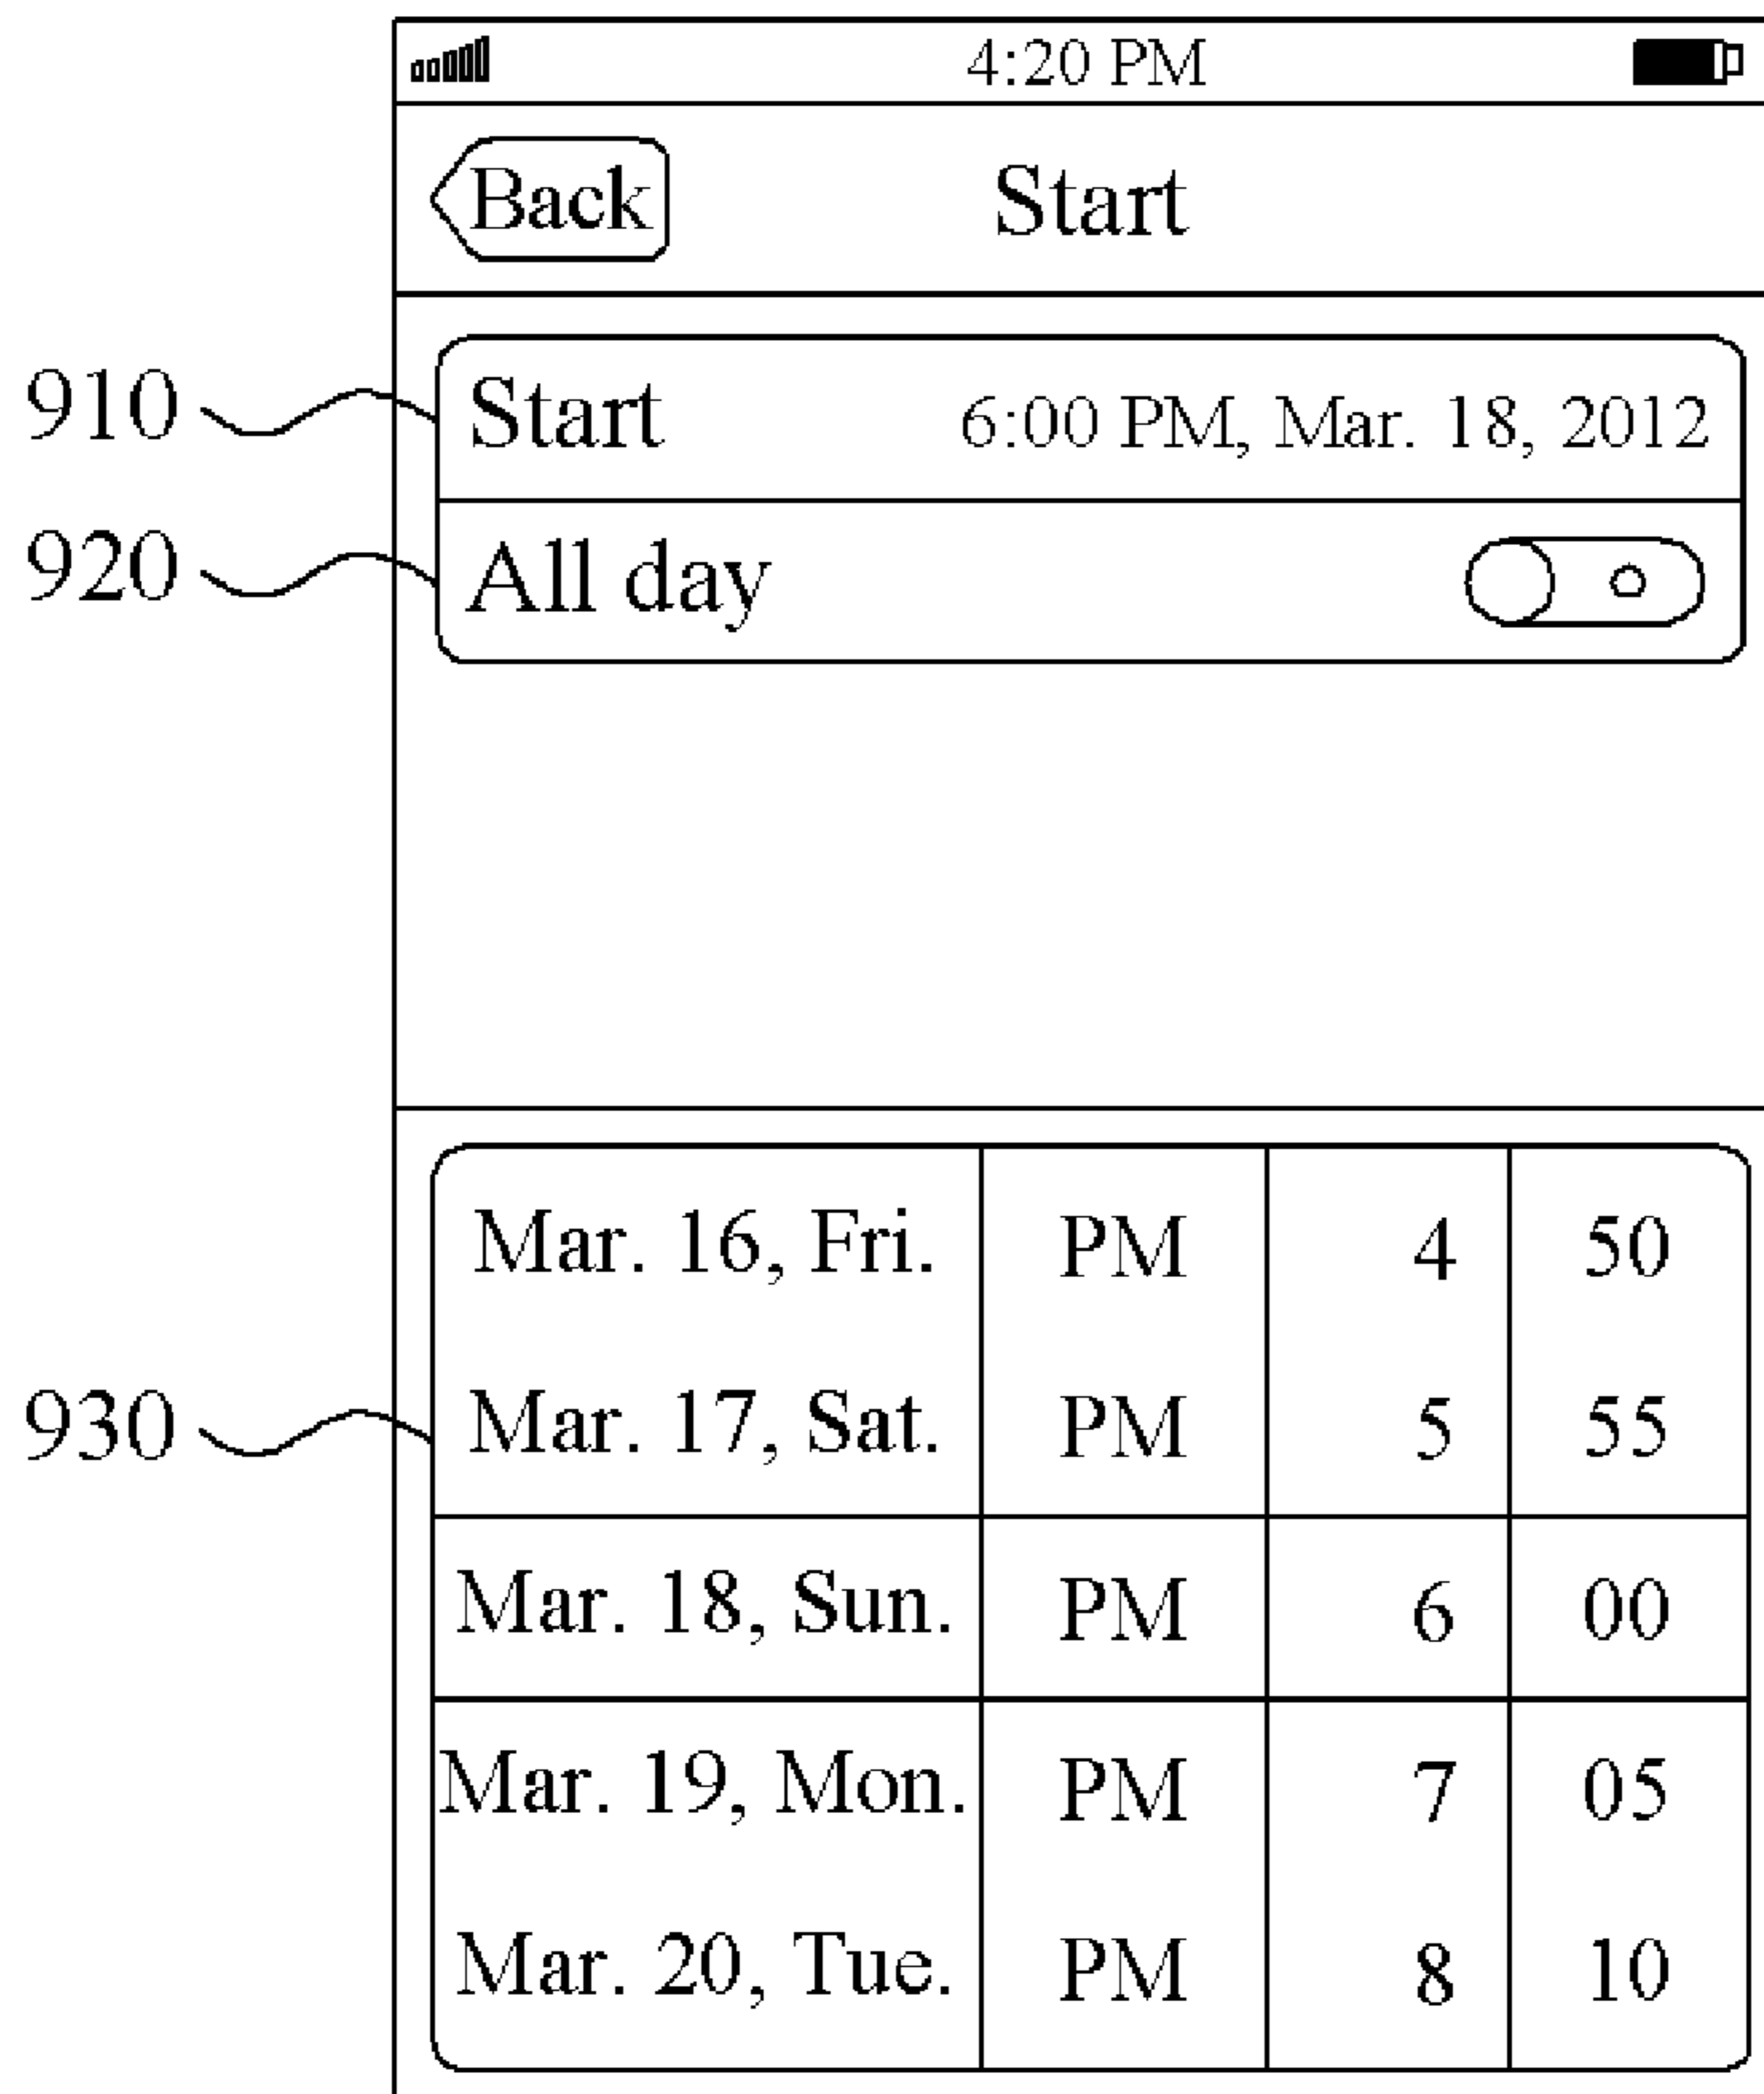 4:20 PM
Back Start
910 Start 6:00 PM, Mar. 18, 2012
920 All day
Mar. 16, Fri. PM 4 50
930 Mar. 17, Sat. PM 5 55
Mar. 18, Sun. PM 6 00
Mar. 19, Mon. PM 7 05
Mar. 20, Tue. PM 8 10